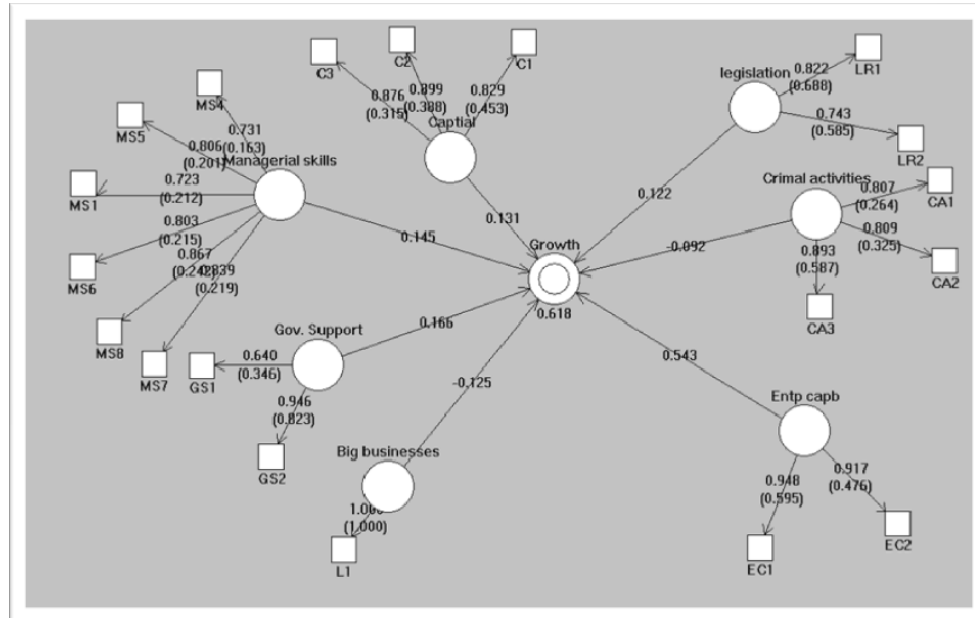 C3
C2
C1
0.876
(0.315)
0.899
(0.388)
0.829
(0.453)
Captial
legislation
0.822
(0.688)
LR1
0.743
(0.585)
LR2
MS4
0.731
(0.163)
MS5
0.806
(0.201)
Managerial skills
MS1
0.723
(0.212)
0.803
(0.215)
MS6
0.867
MS8
0.839
(0.219)
MS7
Crimal activities
0.807
(0.264)
CA1
0.809
(0.325)
CA2
0.893
(0.587)
CA3
0.131
0.122
0.145
-0.092
Growth
0.618
Gov. Support
0.166
0.640
(0.346)
GS1
0.946
(0.823)
GS2
-0.125
0.543
Big businesses
1.000
(1.000)
L1
Entp capb
0.948
(0.595)
EC1
0.917
(0.476)
EC2